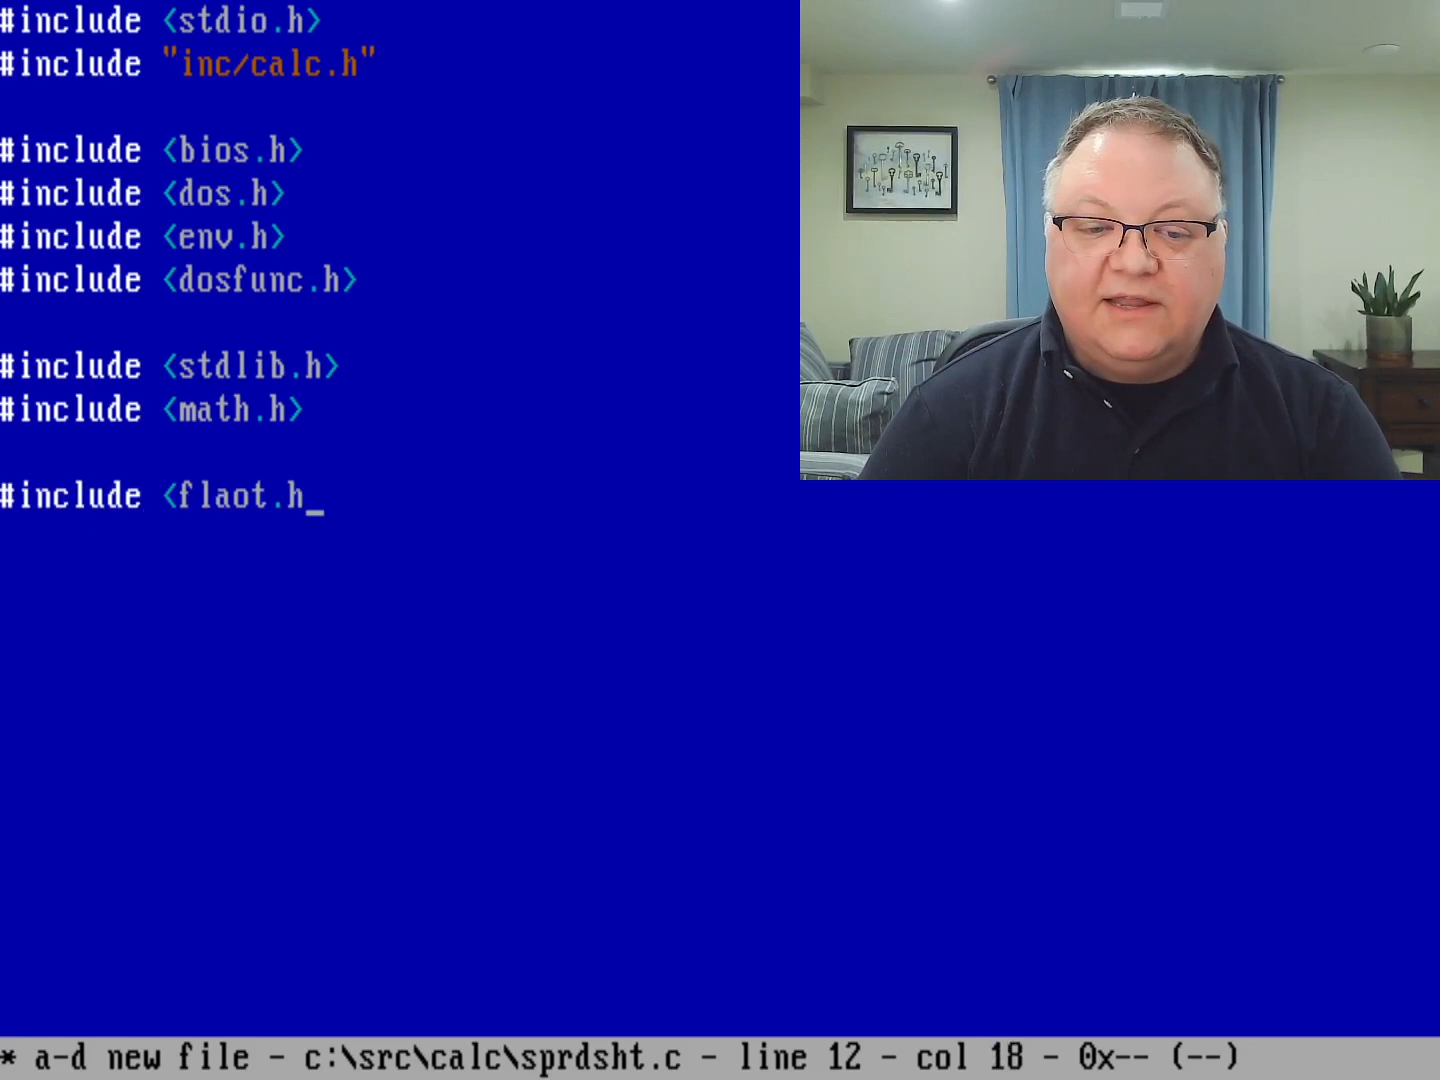 #include <stdio.h>
#include "inc/calc.h"
#include <bios.h>
#include <dos.h>
#include <env.h>
#include <dosfunc.h>
#include <stdlib.h>
#include <math.h>
#include <flaot.h_
* a-d new file - c:\src\calc\sprdsht.c - line 12 - col 18 - 0x-- (--)